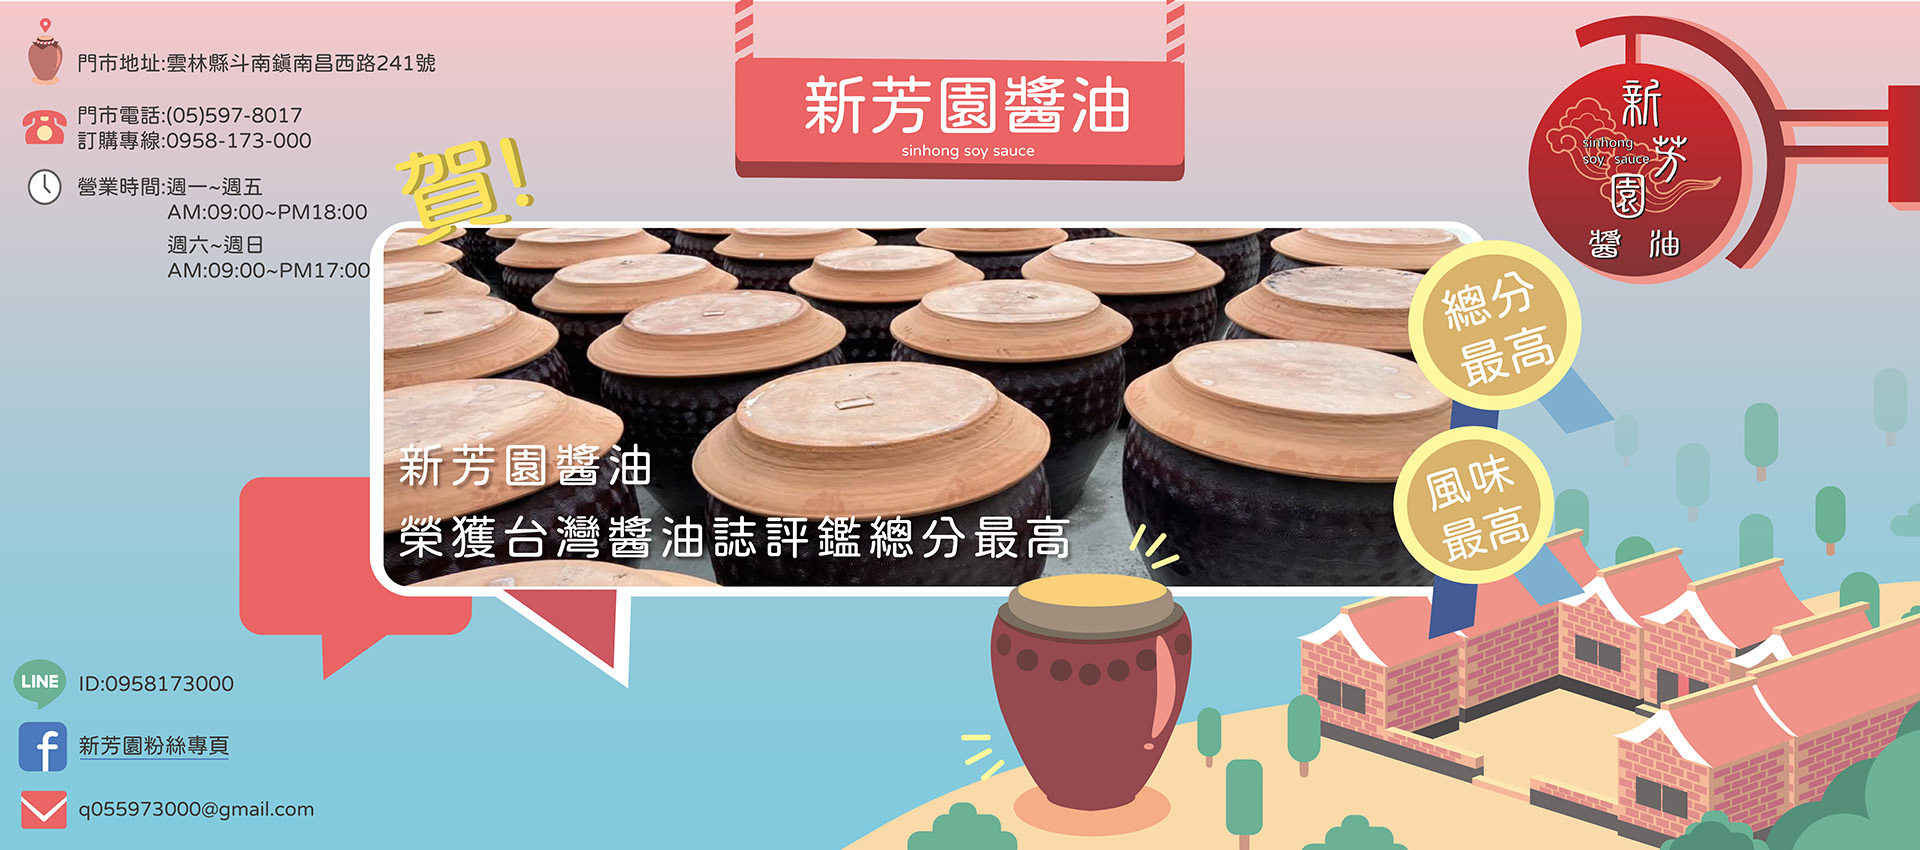 門市地址:雲林縣斗南鎮南昌西路241號
門市電話:(05)597-8017
訂購專線:0958-173-000
營業時間:週一~週五
AM:09:00~PM18:00
週六~週日
AM:09:00~PM17:00
新芳園醬油
sinhong soy sauce
新芳園醬油
sinhong
soy sauce
賀!
總分
最高
風味
最高
新芳園醬油
榮獲台灣醬油誌評鑑總分最高
LINE
ID:0958173000
f
新芳園粉絲專頁
q055973000@gmail.com